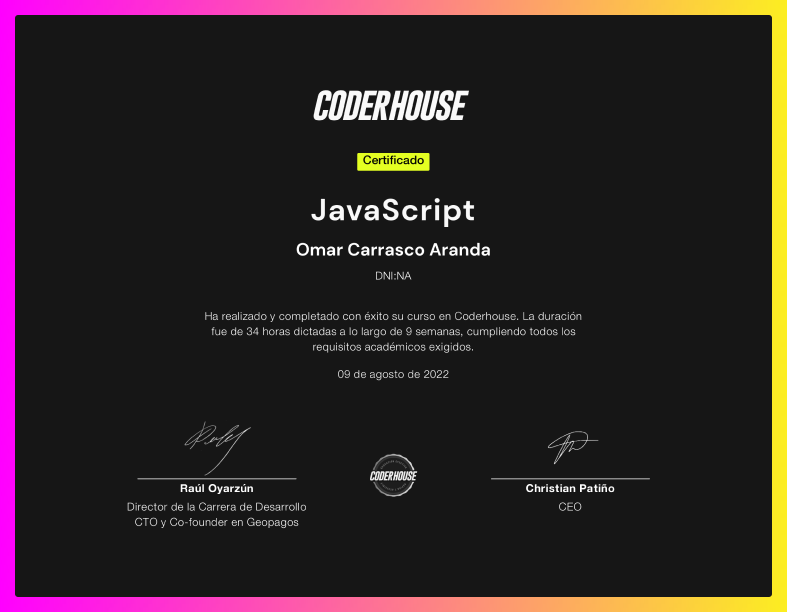 CODERHOUSE
Certificado
JavaScript
Omar Carrasco Aranda
DNI:NA
Ha realizado y completado con éxito su curso en Coderhouse. La duración
fue de 34 horas dictadas a lo largo de 9 semanas, cumpliendo todos los
requisitos académicos exigidos.
09 de agosto de 2022
Raúl Oyarzún
Director de la Carrera de Desarrollo
CTO y Co-founder en Geopagos
CODERHOUSE
Christian Patiño
CEO